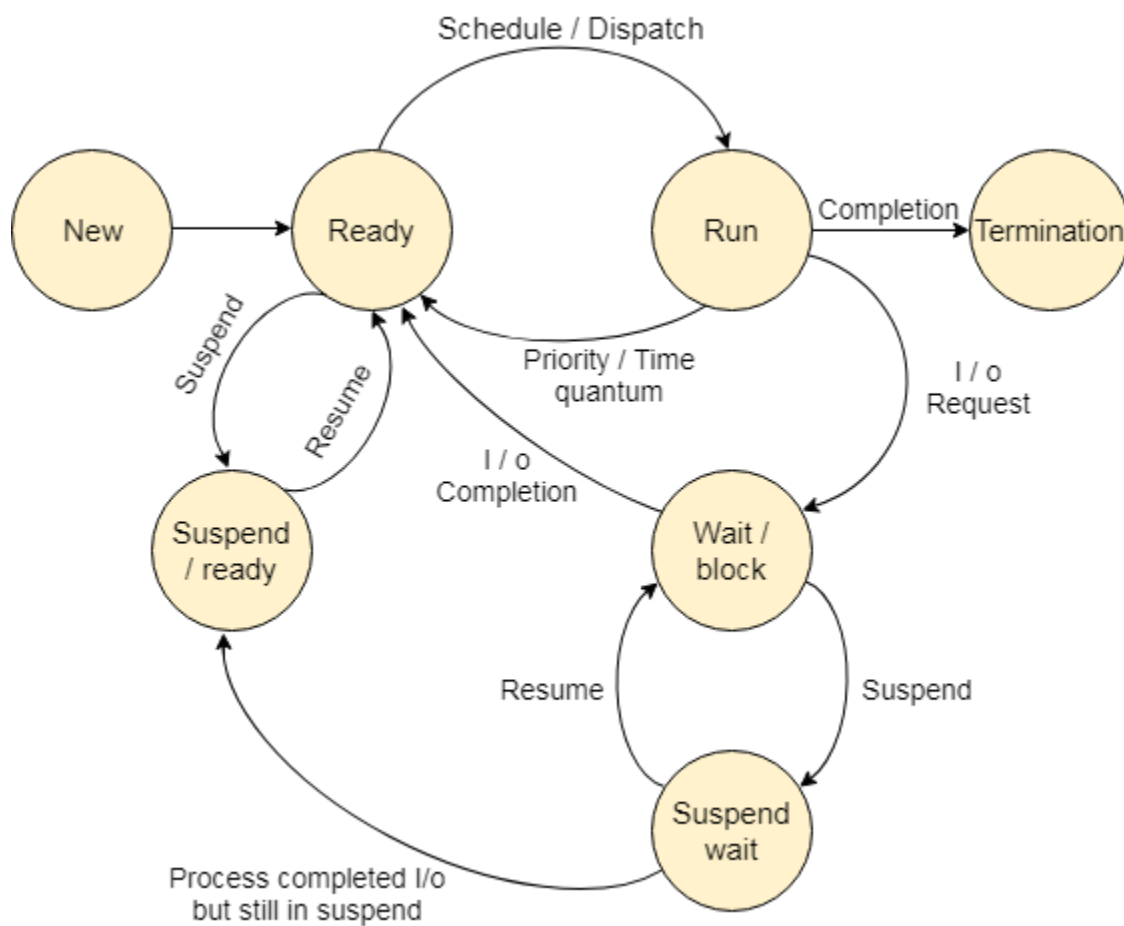 Schedule / Dispatch
New
Ready
Run
Completion
Termination
Suspend
Resume
Priority / Time
quantum
I / o
Request
I / o
Completion
Suspend
/ ready
Wait /
block
Resume
Suspend
Suspend
wait
Process completed I/o
but still in suspend